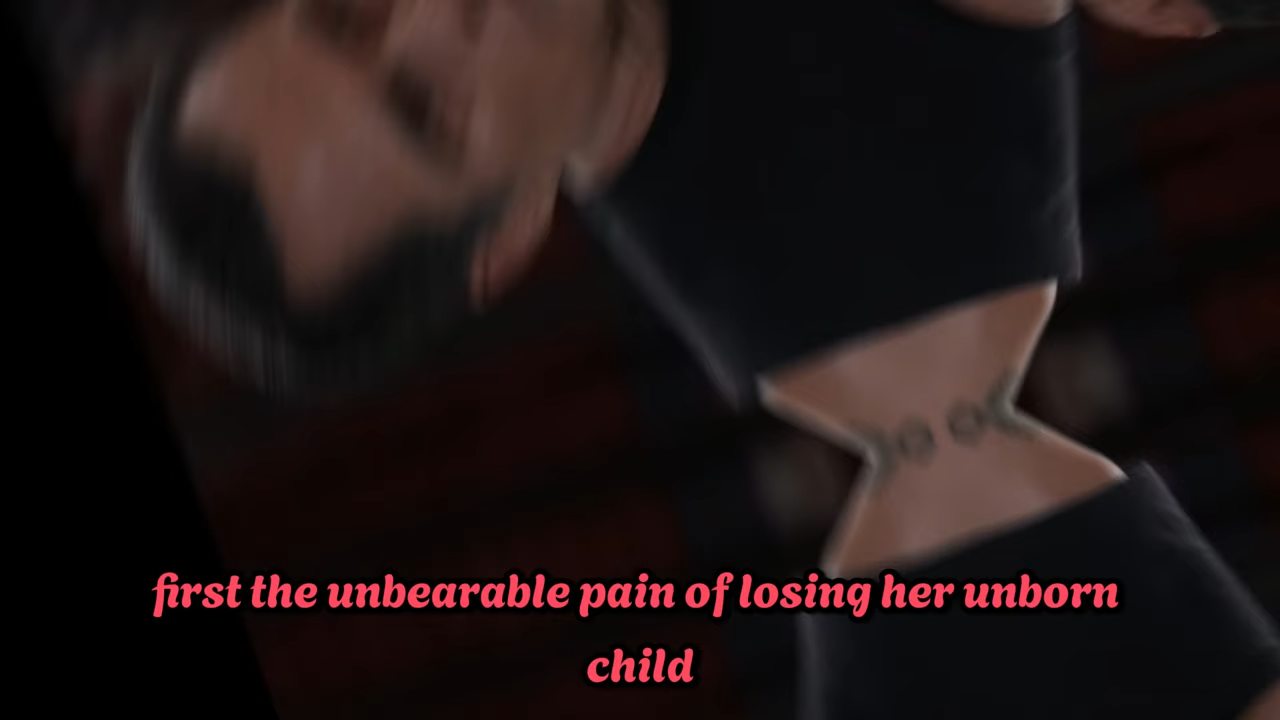 first the unbearable pain of losing her unborn
child